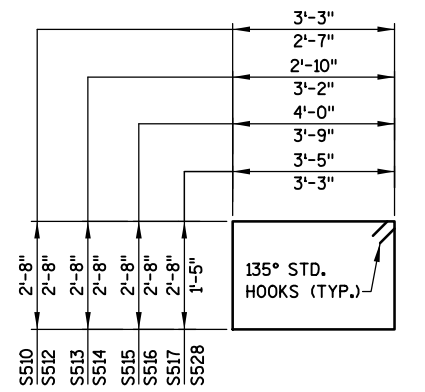 3'-3"
2'-7"
2'-10"
3'-2"
4'-0"
3'-9"
3'-5"
3'-3"
135° STD.
HOOKS (TYP.)
2'-8"
2'-8"
2'-8"
2'-8"
2'-8"
2'-8"
2'-8"
1'-5"
S510
S512
S513
S514
S515
S516
S517
S528